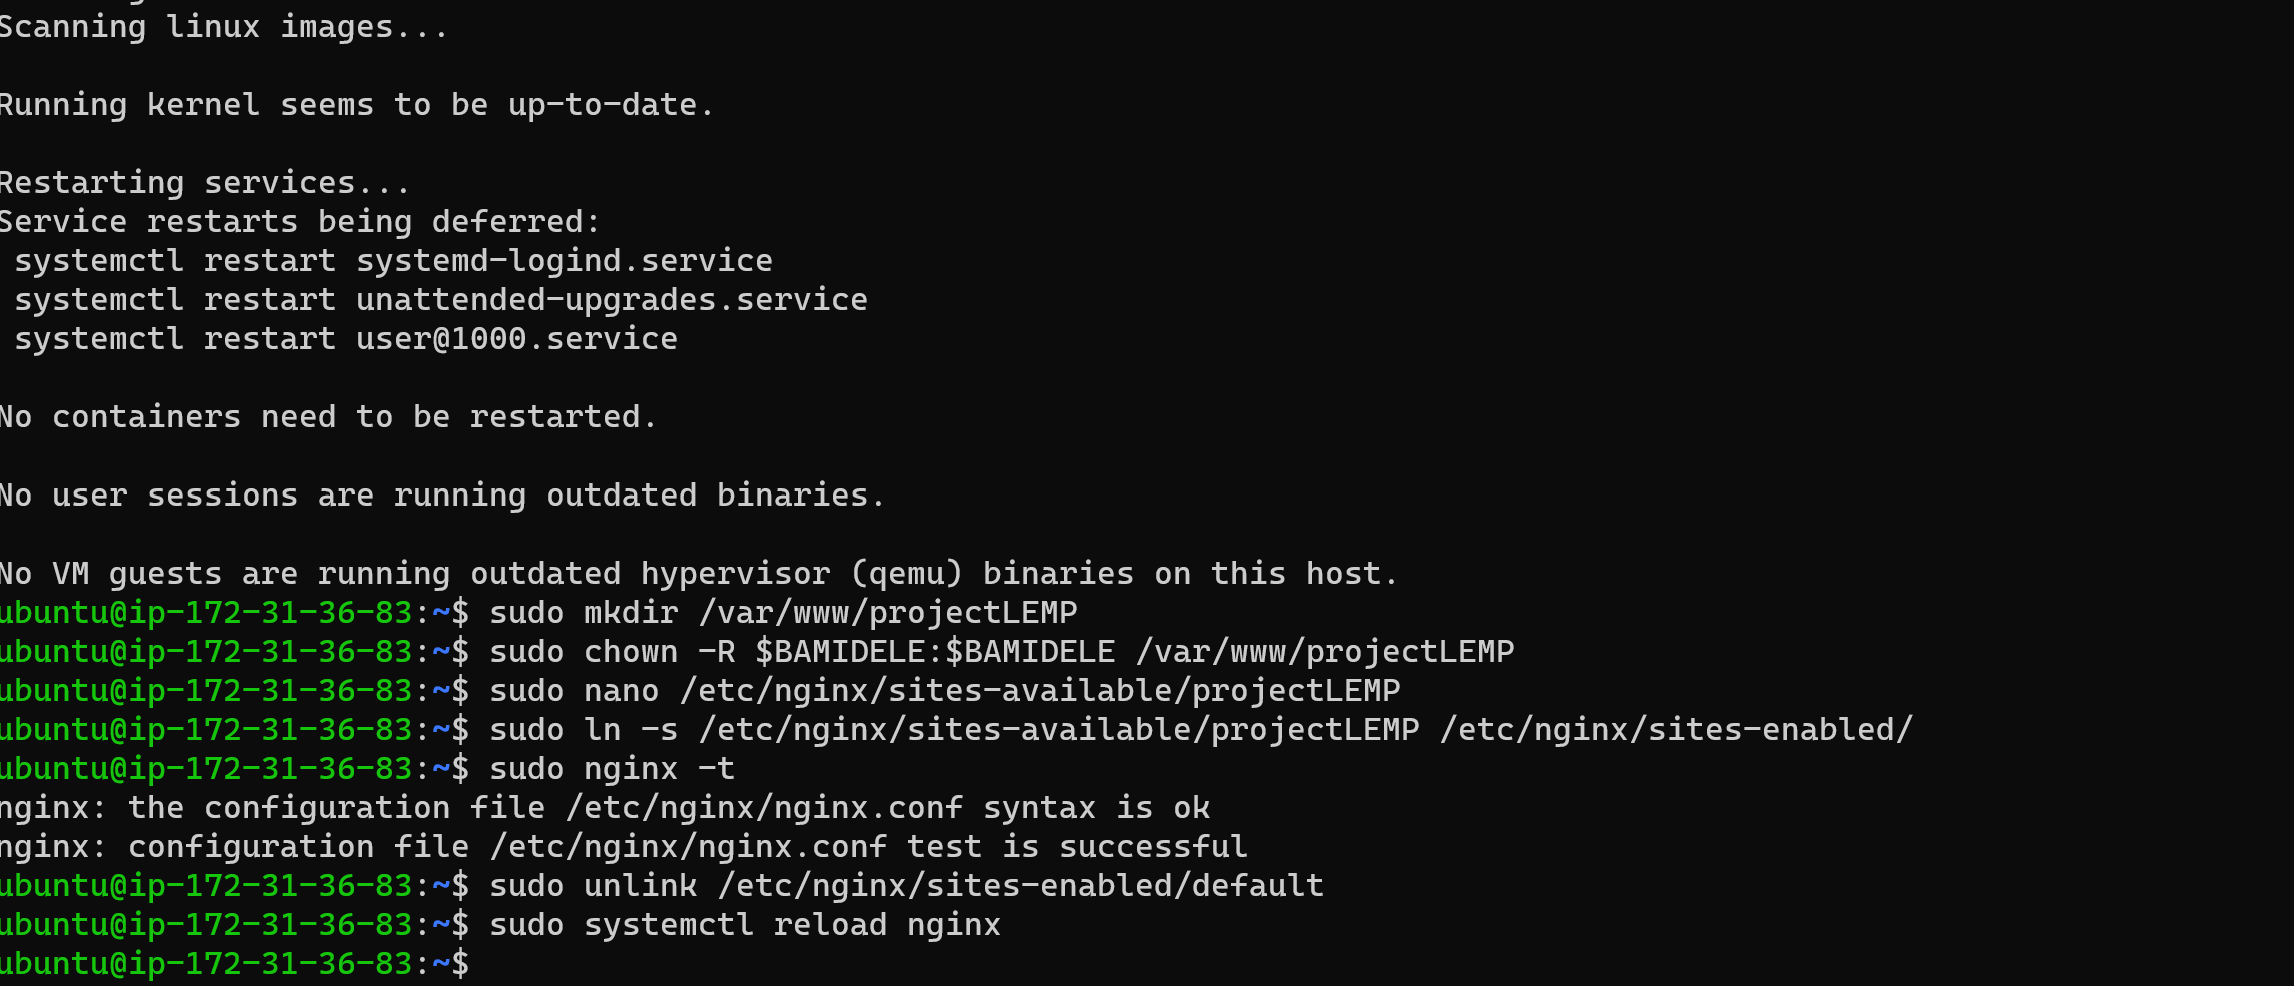 Scanning linux images...
Running kernel seems to be up-to-date.
Restarting services...
Service restarts being deferred:
systemctl restart systemd-logind.service
systemctl restart unattended-upgrades.service
systemctl restart user@1000.service
No containers need to be restarted.
No user sessions are running outdated binaries.
No VM guests are running outdated hypervisor (qemu) binaries on this host.
ubuntu@ip-172-31-36-83:~$ sudo mkdir /var/www/projectLEMP
ubuntu@ip-172-31-36-83:~$ sudo chown -R $BAMIDELE:$BAMIDELE /var/www/projectLEMP
ubuntu@ip-172-31-36-83:~$ sudo nano /etc/nginx/sites-available/projectLEMP
ubuntu@ip-172-31-36-83:~$ sudo ln -s /etc/nginx/sites-available/projectLEMP /etc/nginx/sites-enabled/
ubuntu@ip-172-31-36-83:~$ sudo nginx -t
nginx: the configuration file /etc/nginx/nginx.conf syntax is ok
nginx: configuration file /etc/nginx/nginx.conf test is successful
ubuntu@ip-172-31-36-83:~$ sudo unlink /etc/nginx/sites-enabled/default
ubuntu@ip-172-31-36-83:~$ sudo systemctl reload nginx
ubuntu@ip-172-31-36-83:~$